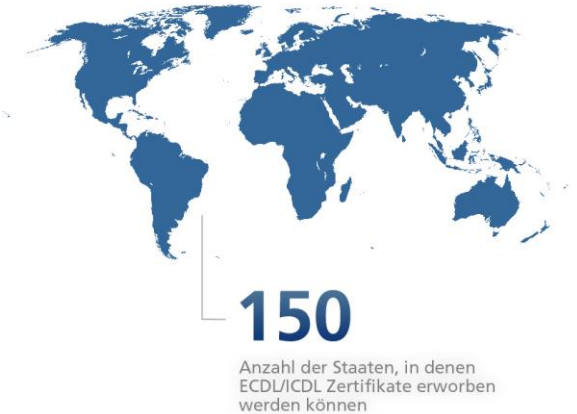 150
Anzahl der Staaten, in denen
ECDL/ICDL Zertifikate erworben
werden können